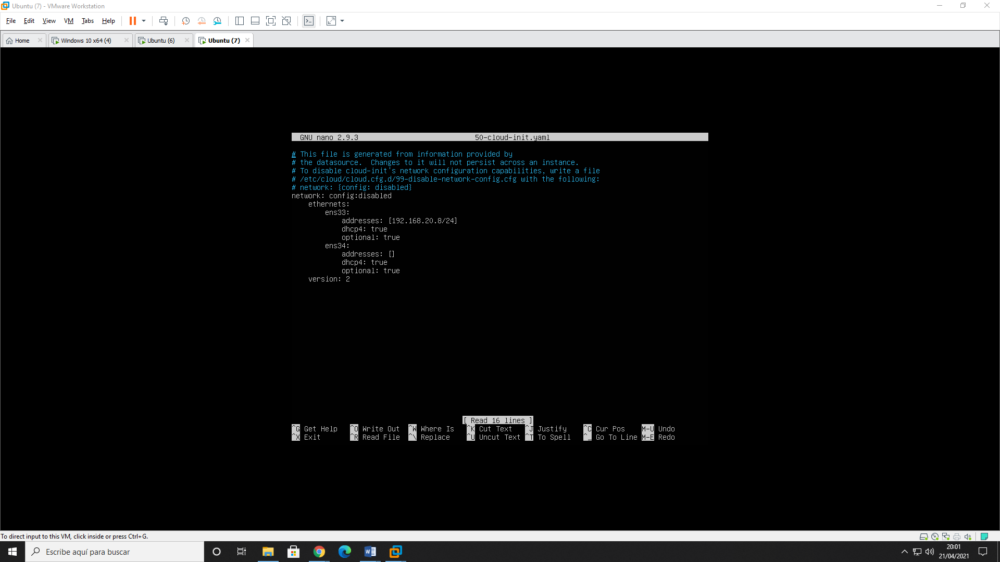 Ubuntu (7) - VMware Workstation
File Edit View VM Tabs Help
Home Windows 10 x64 (4) Ubuntu (6) Ubuntu (7)
GNU nano 2.9.3 50-cloud-init.yaml
# This file is generated from information provided by
# the datasource.  Changes to it will not persist across an instance.
# To disable cloud-init's network configuration capabilities, write a file
# /etc/cloud/cloud.cfg.d/99-disable-network-config.cfg with the following:
# network: {config: disabled}
network: config:disabled
    ethernets:
        ens33:
            addresses: [192.168.20.8/24]
            dhcp4: true
            optional: true
        ens34:
            addresses: []
            dhcp4: true
            optional: true
    version: 2
[ Read 16 lines ]
^G Get Help ^O Write Out ^W Where Is ^K Cut Text ^J Justify ^C Cur Pos M-U Undo
^X Exit ^R Read File ^\ Replace ^U Uncut Text ^T To Spell ^_ Go To Line M-E Redo
To direct input to this VM, click inside or press Ctrl+G.
Escribe aquí para buscar
20:01
21/04/2021